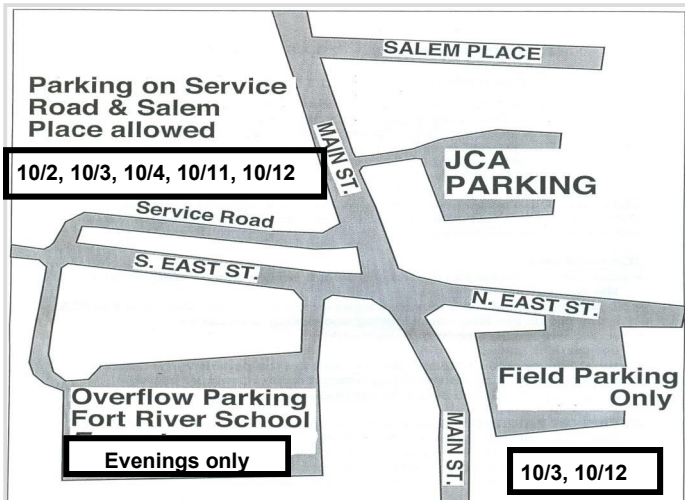 SALEM PLACE
Parking on Service
Road & Salem
Place allowed
10/2, 10/3, 10/4, 10/11, 10/12
MAIN ST.
JCA
PARKING
Service Road
S. EAST ST.
N. EAST ST.
Overflow Parking
Fort River School
Evenings only
MAIN ST.
Field Parking
Only
10/3, 10/12